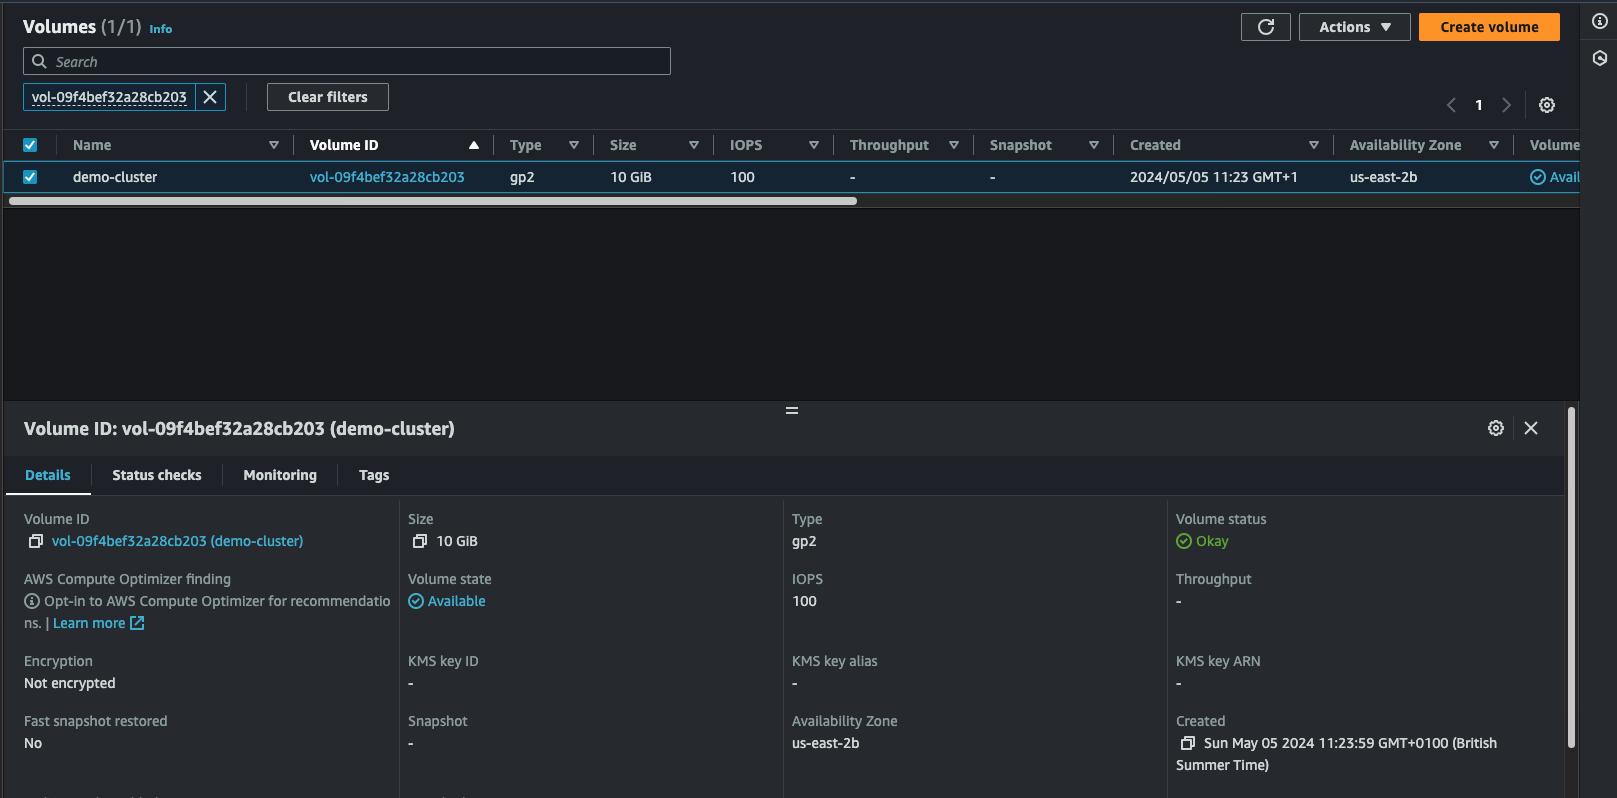 Volumes (1/1) Info
Actions
Create volume
Search
vol-09f4bef32a28cb203
Clear filters
1
Name Volume ID Type Size IOPS Throughput Snapshot Created Availability Zone Volume
demo-cluster vol-09f4bef32a28cb203 gp2 10 GiB 100 - - 2024/05/05 11:23 GMT+1 us-east-2b Avail
Volume ID: vol-09f4bef32a28cb203 (demo-cluster)
Details Status checks Monitoring Tags
Volume ID
vol-09f4bef32a28cb203 (demo-cluster)
Size
10 GiB
Type
gp2
Volume status
Okay
AWS Compute Optimizer finding
Opt-in to AWS Compute Optimizer for recommendatio
ns. | Learn more
Volume state
Available
IOPS
100
Throughput
-
Encryption
Not encrypted
KMS key ID
-
KMS key alias
-
KMS key ARN
-
Fast snapshot restored
No
Snapshot
-
Availability Zone
us-east-2b
Created
Sun May 05 2024 11:23:59 GMT+0100 (British
Summer Time)